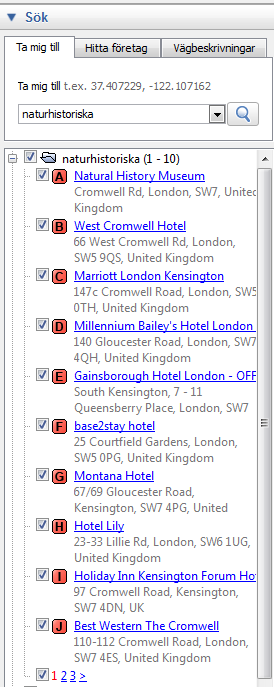 Sök
Ta mig till
Hitta företag
Vägbeskrivningar
Ta mig till t.ex. 37.407229, -122.107162
naturhistoriska
naturhistoriska (1 - 10)
A Natural History Museum
Cromwell Rd, London, SW7, United
Kingdom
B West Cromwell Hotel
66 West Cromwell Road, London,
SW5 9QS, United Kingdom
C Marriott London Kensington
147c Cromwell Road, London, SW5
0TH, United Kingdom
D Millennium Bailey's Hotel London
140 Gloucester Road, London, SW7
4QH, United Kingdom
E Gainsborough Hotel London - OFF
South Kensington, 7 - 11
Queensberry Place, London, SW7
F base2stay hotel
25 Courtfield Gardens, London,
SW5 0PG, United Kingdom
G Montana Hotel
67/69 Gloucester Road,
Kensington, SW7 4PG, United
H Hotel Lily
23-33 Lillie Rd, London, SW6 1UG,
United Kingdom
I Holiday Inn Kensington Forum Ho
97 Cromwell Road, Kensington,
SW7 4DN, UK
J Best Western The Cromwell
110-112 Cromwell Road, London,
SW7 4ES, United Kingdom
1 2 3 >